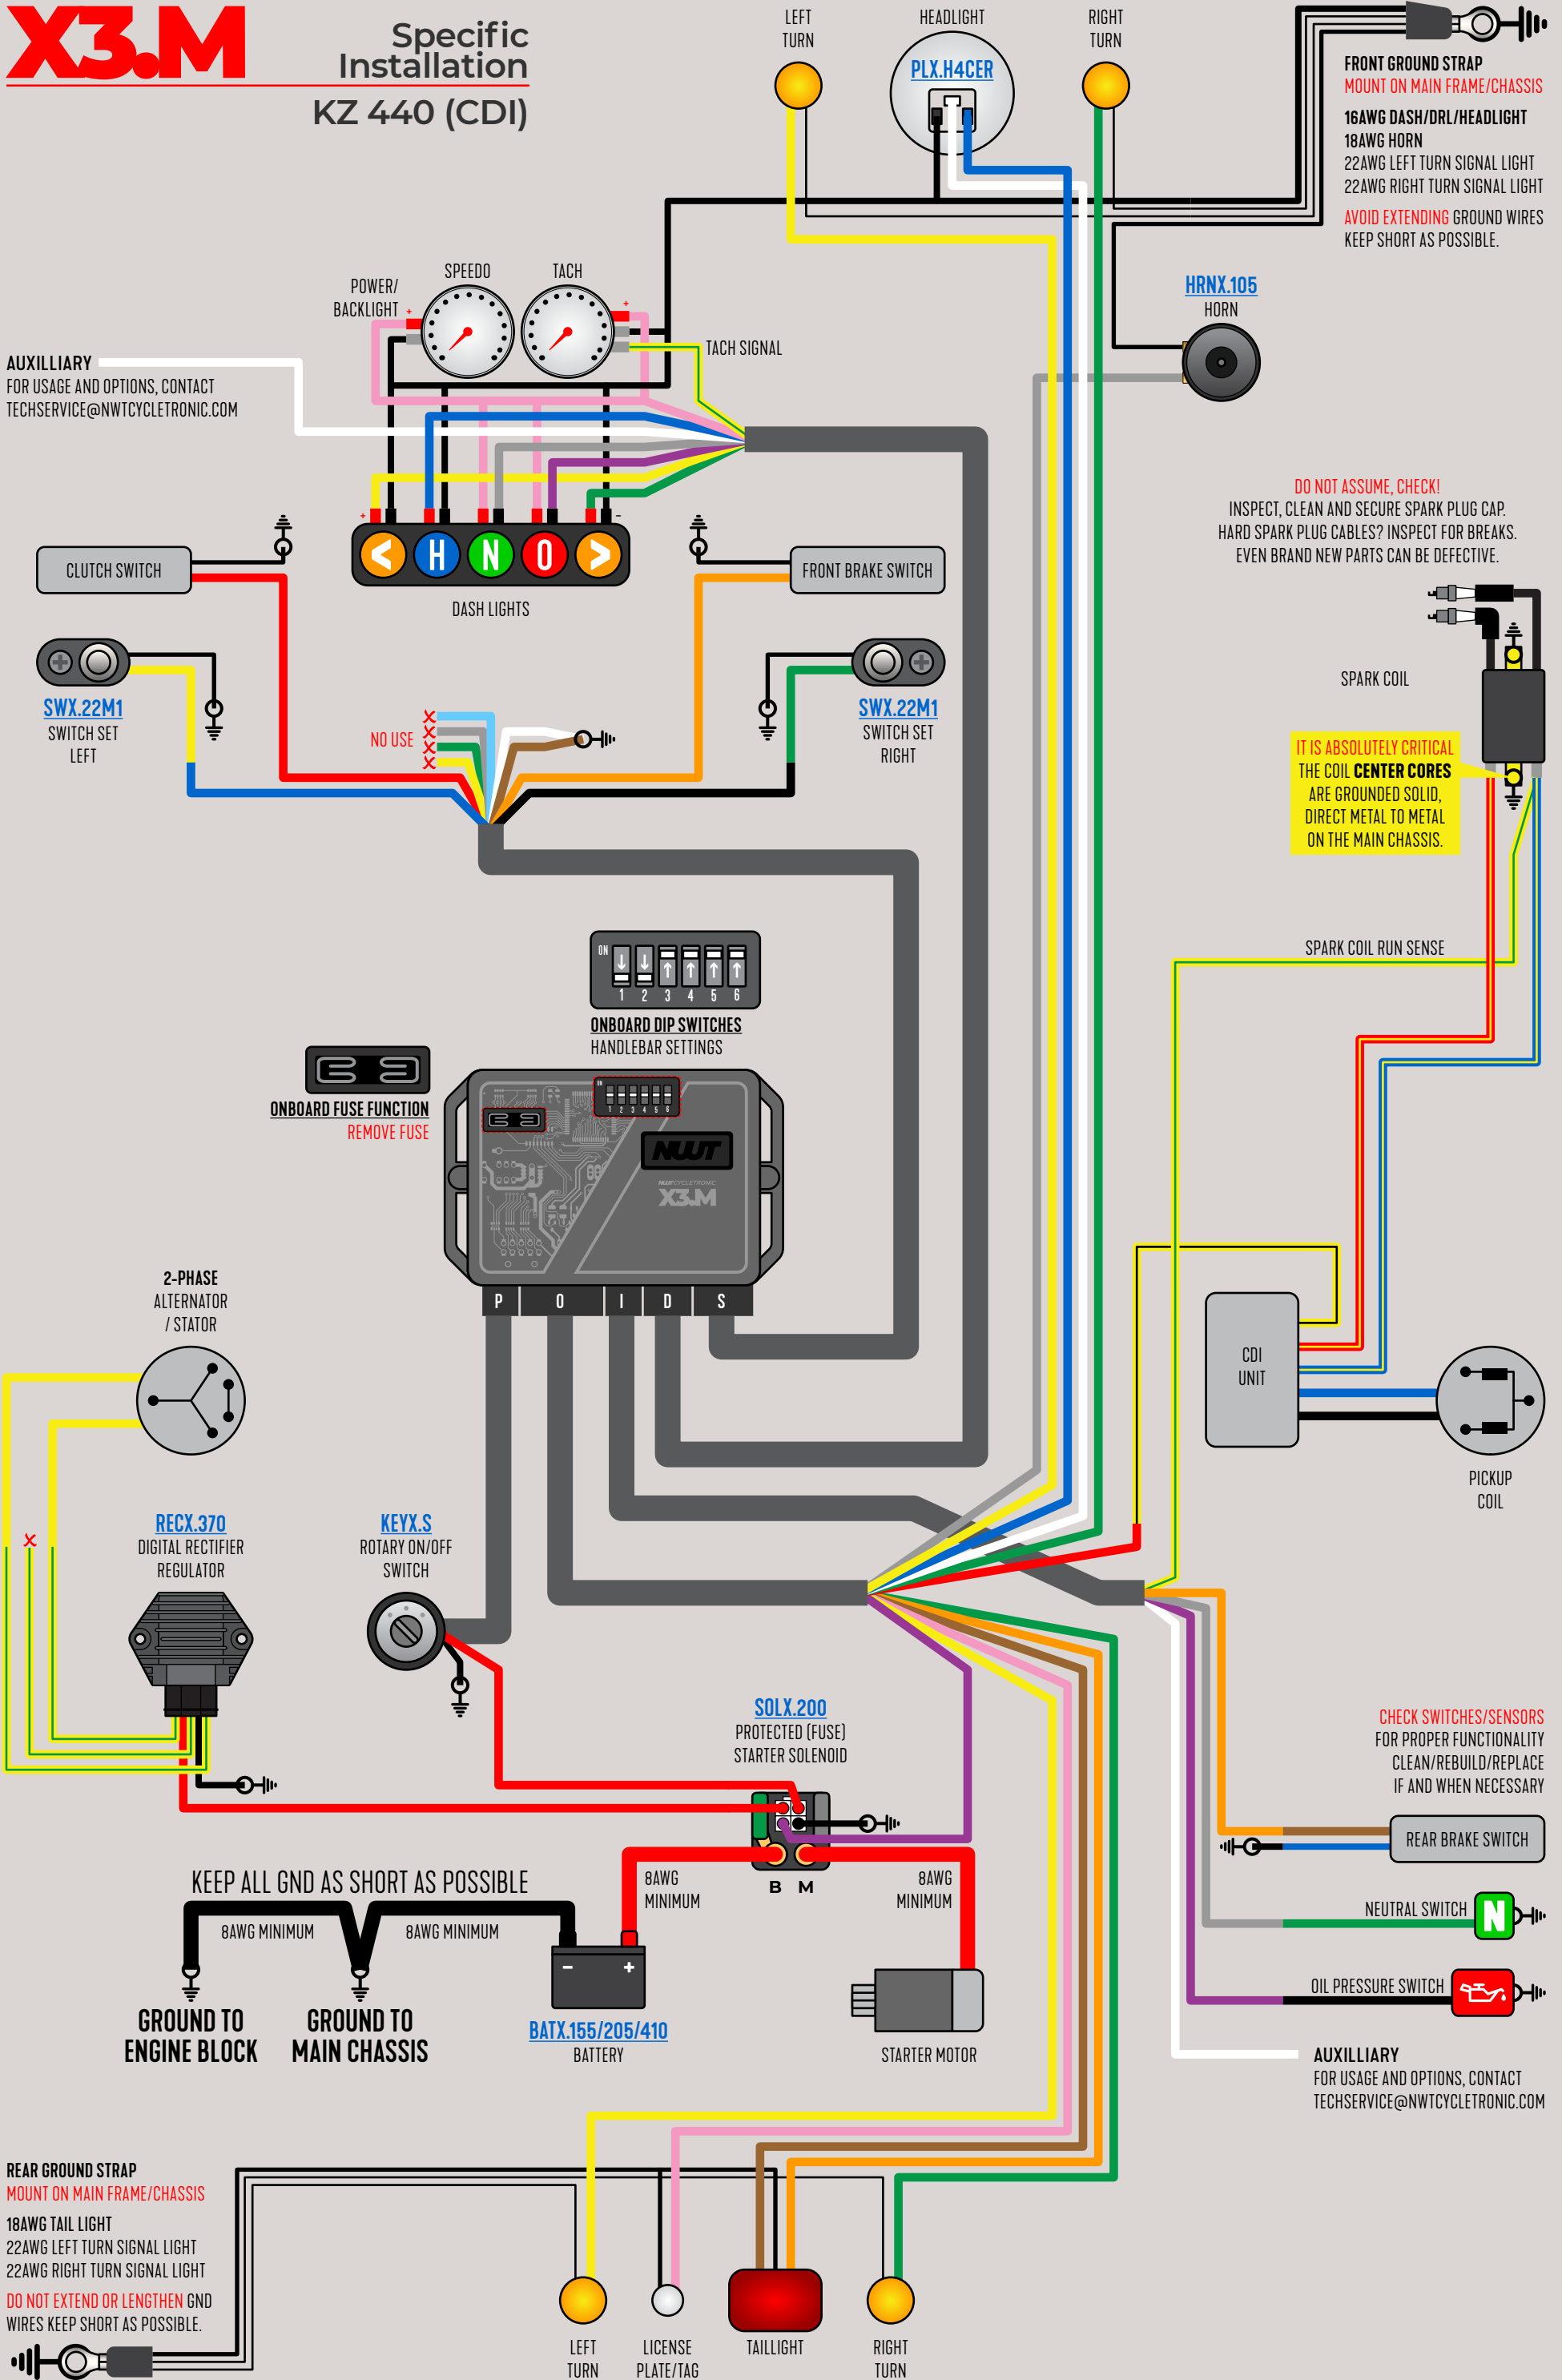 X3.M
Specific
Installation
KZ 440 (CDI)
LEFT
TURN
HEADLIGHT
PLX.H4CER
RIGHT
TURN
FRONT GROUND STRAP
MOUNT ON MAIN FRAME/CHASSIS
16AWG DASH/DRL/HEADLIGHT
18AWG HORN
22AWG LEFT TURN SIGNAL LIGHT
22AWG RIGHT TURN SIGNAL LIGHT
AVOID EXTENDING GROUND WIRES
KEEP SHORT AS POSSIBLE.
POWER/
BACKLIGHT
SPEEDO
TACH
+
+
TACH SIGNAL
HRNX.105
HORN
AUXILLIARY
FOR USAGE AND OPTIONS, CONTACT
TECHSERVICE@NWTCYCLETRONIC.COM
+
-
< H N O >
DASH LIGHTS
CLUTCH SWITCH
FRONT BRAKE SWITCH
SWX.22M1
SWITCH SET
LEFT
SWX.22M1
SWITCH SET
RIGHT
NO USE
X
X
X
X
DO NOT ASSUME, CHECK!
INSPECT, CLEAN AND SECURE SPARK PLUG CAP.
HARD SPARK PLUG CABLES? INSPECT FOR BREAKS.
EVEN BRAND NEW PARTS CAN BE DEFECTIVE.
SPARK COIL
IT IS ABSOLUTELY CRITICAL
THE COIL CENTER CORES
ARE GROUNDED SOLID,
DIRECT METAL TO METAL
ON THE MAIN CHASSIS.
SPARK COIL RUN SENSE
ON
1 2 3 4 5 6
ONBOARD DIP SWITCHES
HANDLEBAR SETTINGS
ONBOARD FUSE FUNCTION
REMOVE FUSE
ON
1 2 3 4 5 6
NWT
NWTCYCLETRONIC
X3.M
P O I D S
2-PHASE
ALTERNATOR
/ STATOR
CDI
UNIT
PICKUP
COIL
X
RECX.370
DIGITAL RECTIFIER
REGULATOR
KEYX.S
ROTARY ON/OFF
SWITCH
SOLX.200
PROTECTED (FUSE)
STARTER SOLENOID
B M
8AWG
MINIMUM
8AWG
MINIMUM
KEEP ALL GND AS SHORT AS POSSIBLE
8AWG MINIMUM
8AWG MINIMUM
GROUND TO
ENGINE BLOCK
GROUND TO
MAIN CHASSIS
- +
BATX.155/205/410
BATTERY
STARTER MOTOR
CHECK SWITCHES/SENSORS
FOR PROPER FUNCTIONALITY
CLEAN/REBUILD/REPLACE
IF AND WHEN NECESSARY
REAR BRAKE SWITCH
NEUTRAL SWITCH
N
OIL PRESSURE SWITCH
AUXILLIARY
FOR USAGE AND OPTIONS, CONTACT
TECHSERVICE@NWTCYCLETRONIC.COM
REAR GROUND STRAP
MOUNT ON MAIN FRAME/CHASSIS
18AWG TAIL LIGHT
22AWG LEFT TURN SIGNAL LIGHT
22AWG RIGHT TURN SIGNAL LIGHT
DO NOT EXTEND OR LENGTHEN GND
WIRES KEEP SHORT AS POSSIBLE.
LEFT
TURN
LICENSE
PLATE/TAG
TAILLIGHT
RIGHT
TURN